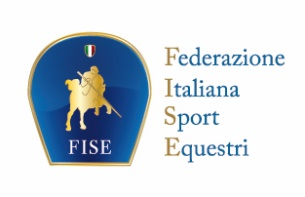 FISE
Federazione
Italiana
Sport
Equestri